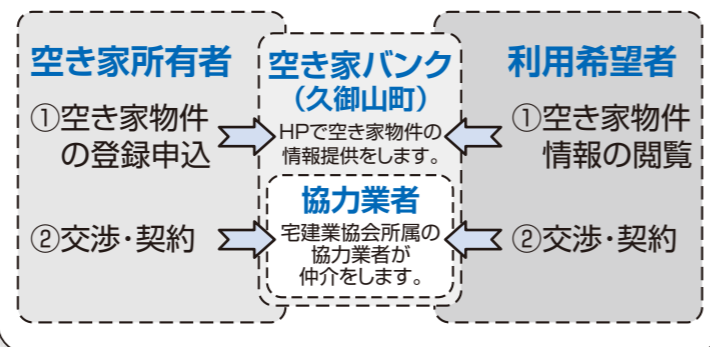 空き家所有者
①空き家物件
の登録申込
②交渉・契約
空き家バンク
（久御山町）
HPで空き家物件の
情報提供をします。
協力業者
宅建業協会所属の
協力業者が
仲介をします。
利用希望者
①空き家物件
情報の閲覧
②交渉・契約